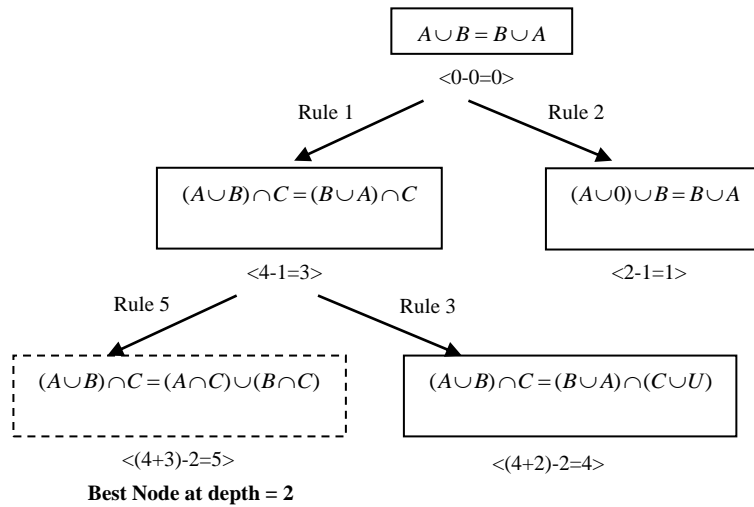 A∪B=B∪A
<0-0=0>
Rule 1 Rule 2
(A∪B)∩C=(B∪A)∩C (A∪0)∪B=B∪A
<4-1=3> <2-1=1>
Rule 5 Rule 3
(A∪B)∩C=(A∩C)∪(B∩C) (A∪B)∩C=(B∪A)∩(C∪U)
<(4+3)-2=5> <(4+2)-2=4>
Best Node at depth = 2